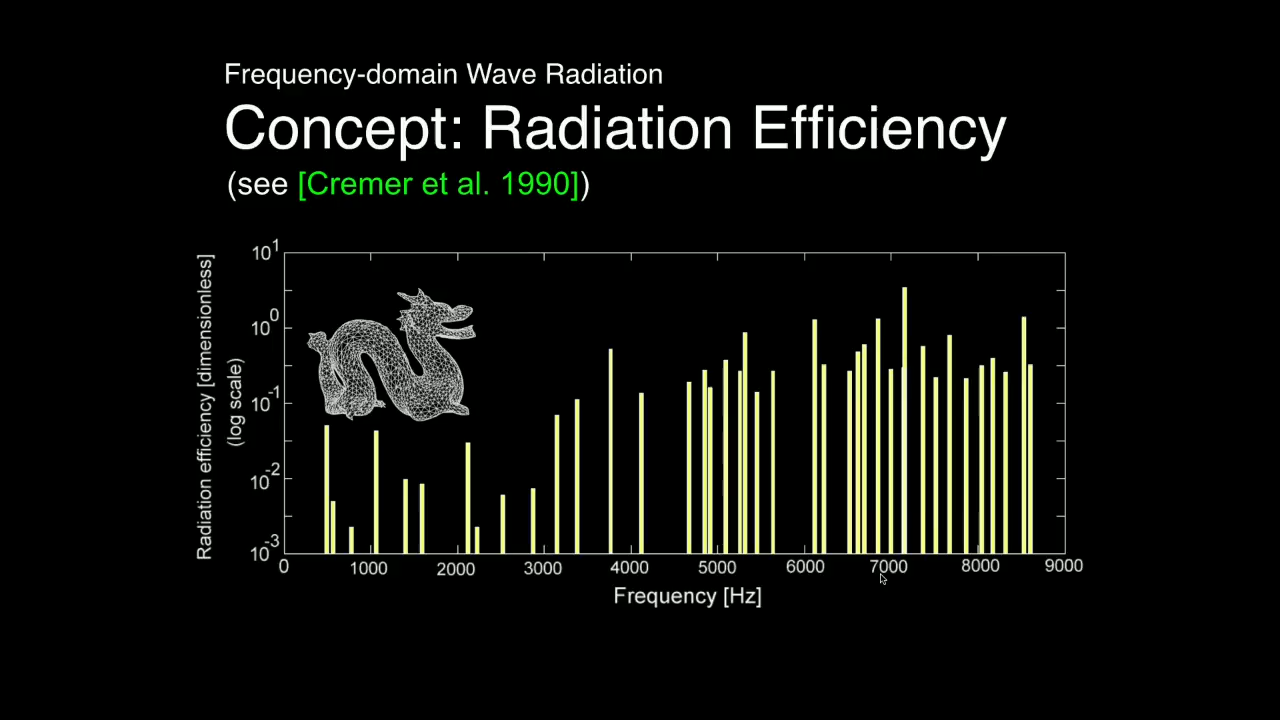 Frequency-domain Wave Radiation
Concept: Radiation Efficiency
(see [Cremer et al. 1990])
Radiation efficiency [dimensionless]
(log scale)
10^1
10^0
10^-1
10^-2
10^-3
0 1000 2000 3000 4000 5000 6000 7000 8000 9000
Frequency [Hz]